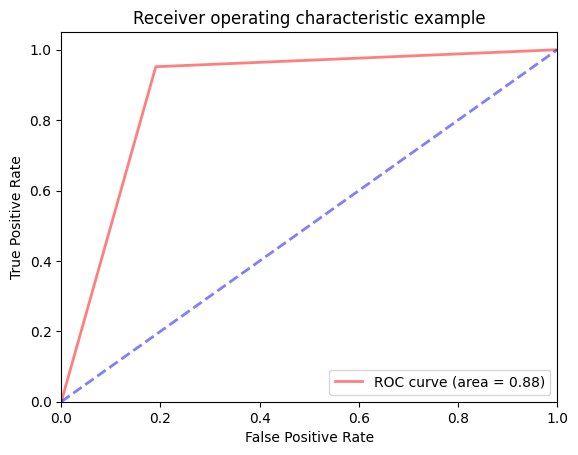 Receiver operating characteristic example
True Positive Rate
1.0
0.8
0.6
0.4
0.2
0.0
ROC curve (area = 0.88)
0.0 0.2 0.4 0.6 0.8 1.0
False Positive Rate